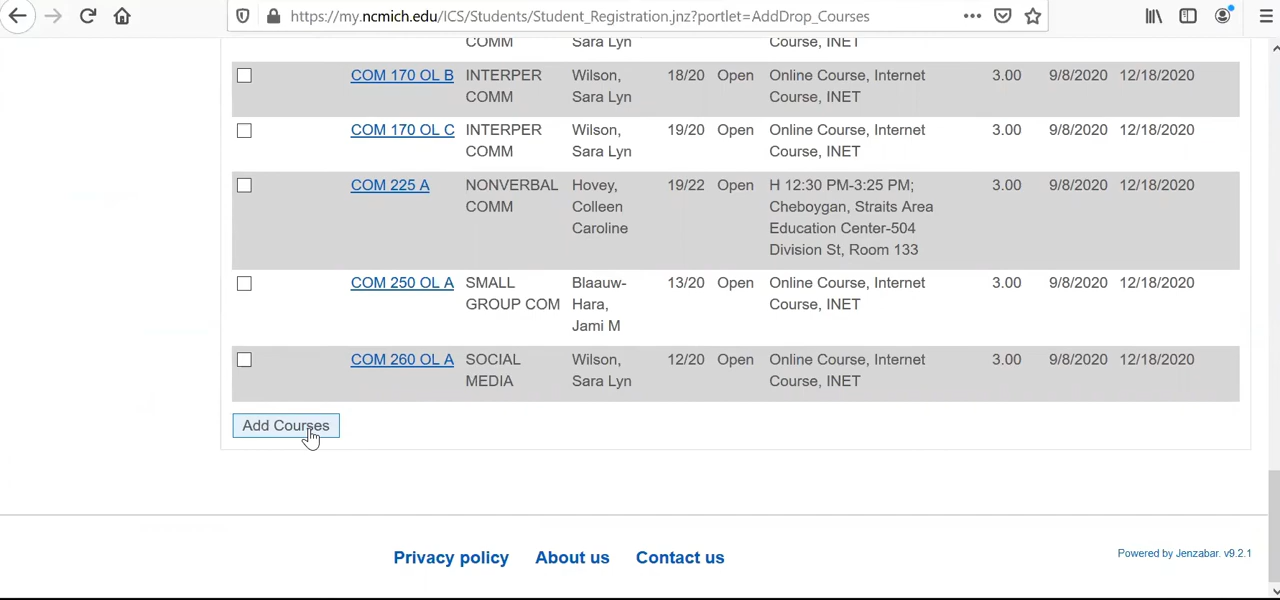 https://my.ncmich.edu/ICS/Students/Student_Registration.jnz?portlet=AddDrop_Courses
COMM Sara Lyn Course, INET
COM 170 OL B INTERPER Wilson, 18/20 Open Online Course, Internet 3.00 9/8/2020 12/18/2020
COMM Sara Lyn Course, INET
COM 170 OL C INTERPER Wilson, 19/20 Open Online Course, Internet 3.00 9/8/2020 12/18/2020
COMM Sara Lyn Course, INET
COM 225 A NONVERBAL Hovey, 19/22 Open H 12:30 PM-3:25 PM; 3.00 9/8/2020 12/18/2020
COMM Colleen Cheboygan, Straits Area
Caroline Education Center-504
Division St, Room 133
COM 250 OL A SMALL Blaauw- 13/20 Open Online Course, Internet 3.00 9/8/2020 12/18/2020
GROUP COM Hara, Course, INET
Jami M
COM 260 OL A SOCIAL Wilson, 12/20 Open Online Course, Internet 3.00 9/8/2020 12/18/2020
MEDIA Sara Lyn Course, INET
Add Courses
Privacy policy About us Contact us Powered by Jenzabar. v9.2.1